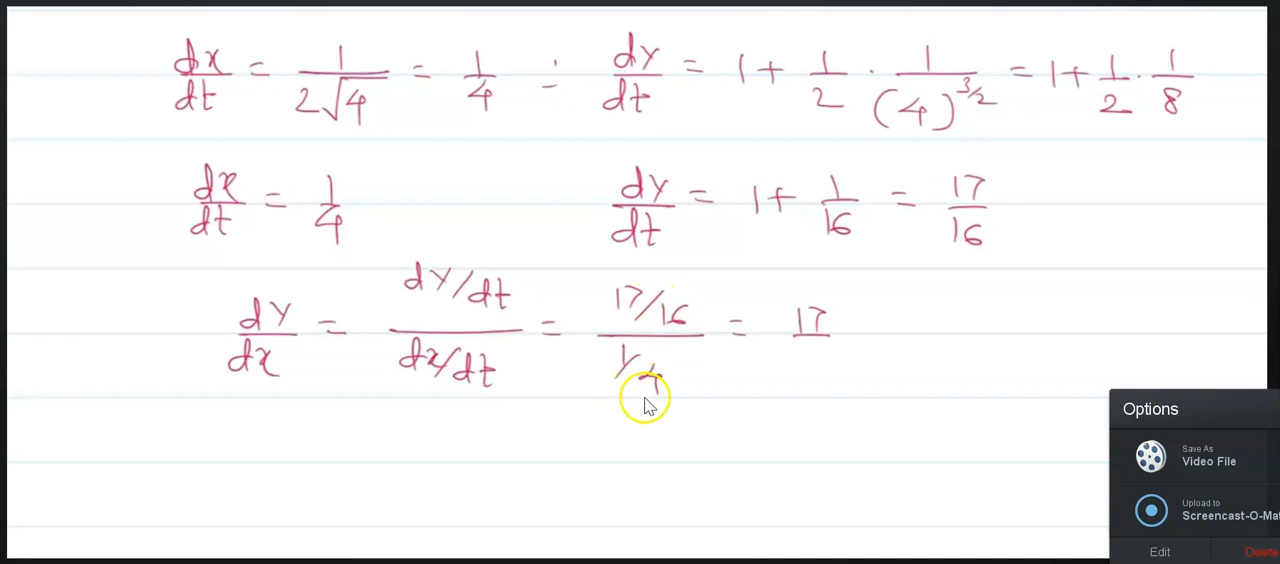 dx/dt = 1/(2√4) = 1/4 ; dy/dt = 1 + 1/2 · 1/(4)^3/2 = 1 + 1/2 · 1/8
dx/dt = 1/4 dy/dt = 1 + 1/16 = 17/16
dy/dx = (dy/dt)/(dx/dt) = (17/16)/(1/4) = 17
Options
Save As
Video File
Upload to
Screencast-O-Mat
Edit Delete